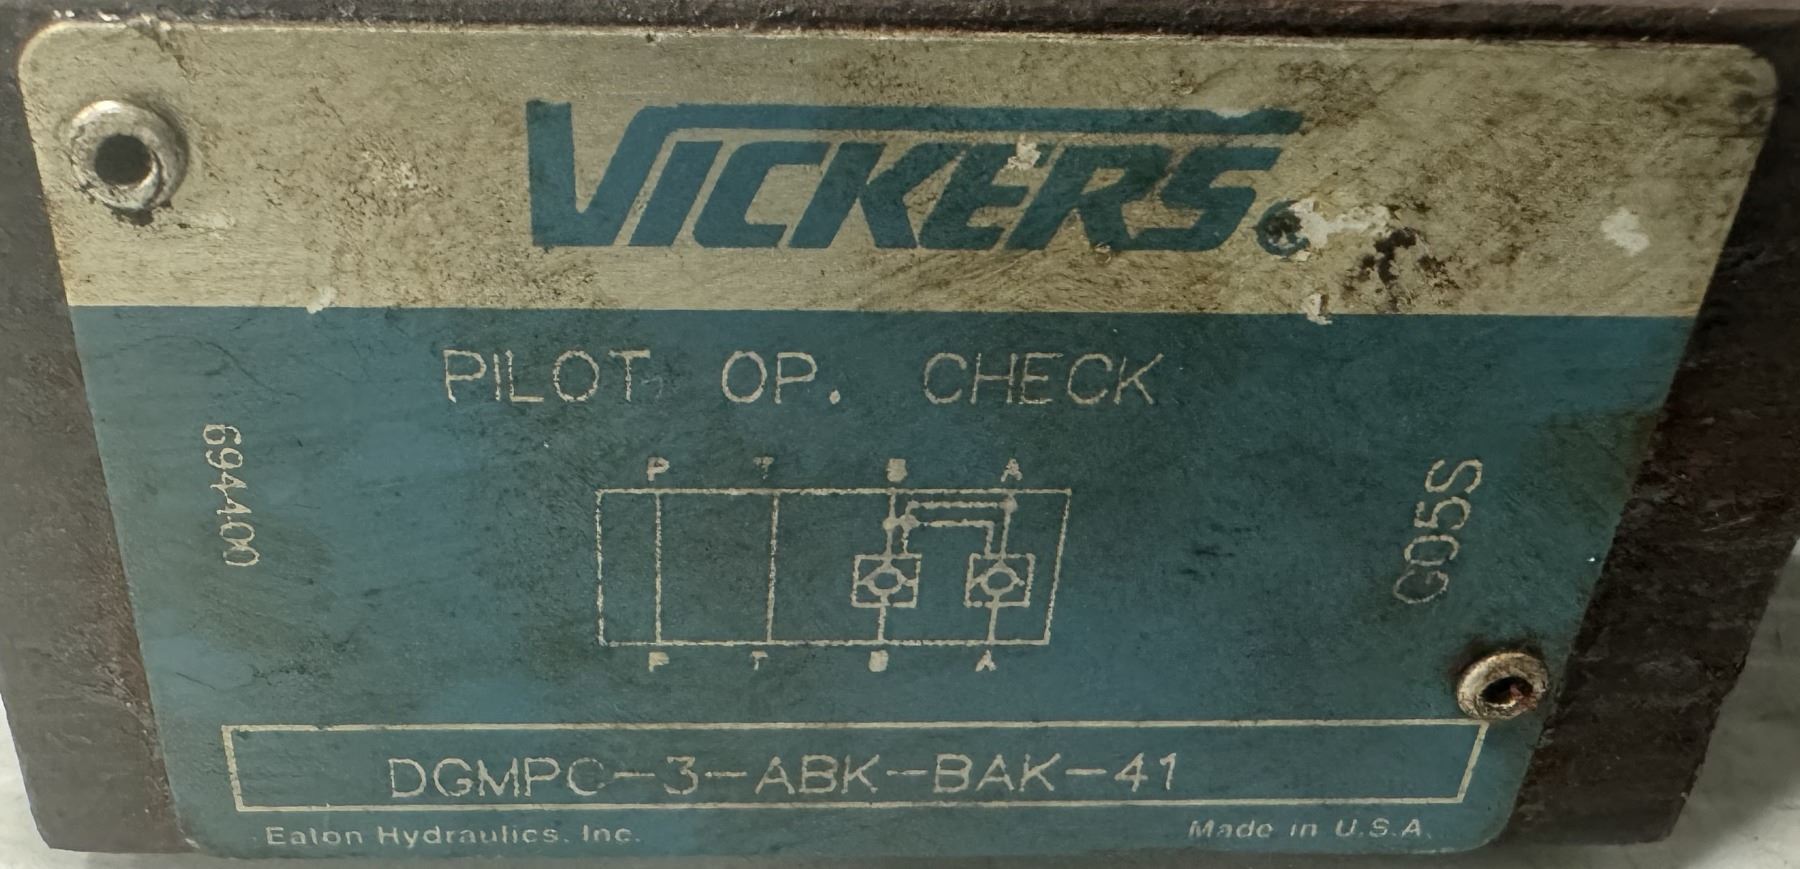 VICKERS®
PILOT OP. CHECK
694400
P T B A
G05S
P T B A
DGMPC-3-ABK-BAK-41
Eaton Hydraulics, Inc.
Made in U.S.A.